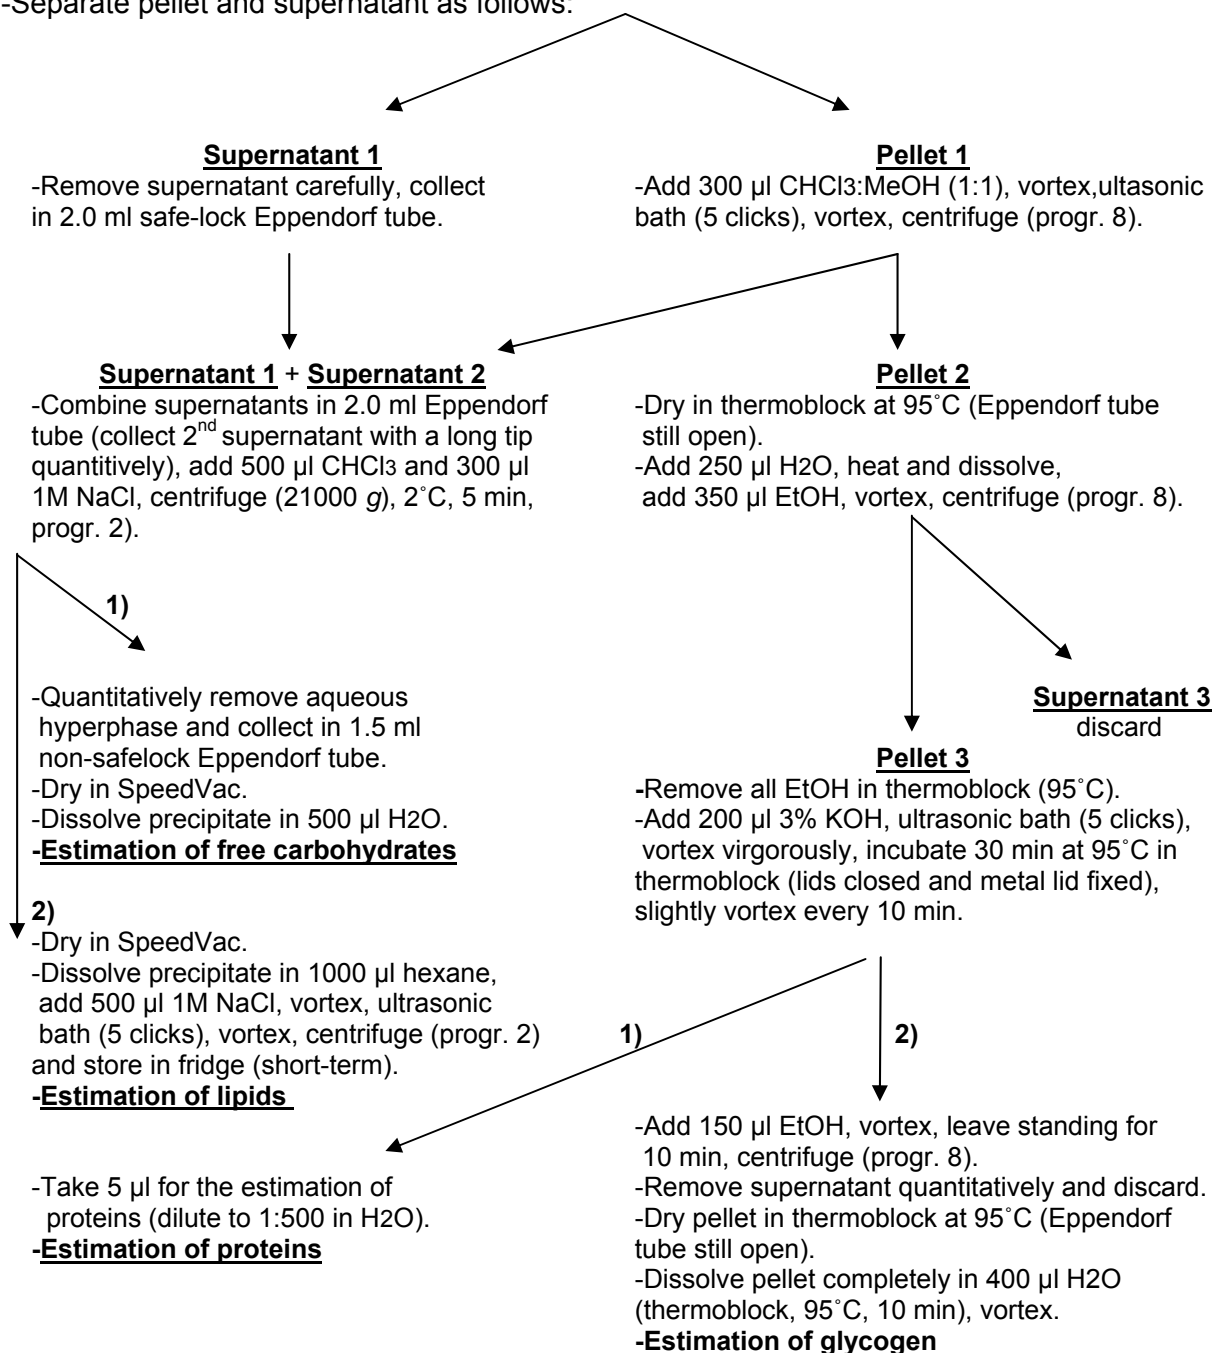 -Separate pellet and supernatant as follows:
Supernatant 1
-Remove supernatant carefully, collect
in 2.0 ml safe-lock Eppendorf tube.
Pellet 1
-Add 300 µl CHCl3:MeOH (1:1), vortex,ultasonic
bath (5 clicks), vortex, centrifuge (progr. 8).
Supernatant 1 + Supernatant 2
-Combine supernatants in 2.0 ml Eppendorf
tube (collect 2nd supernatant with a long tip
quantitively), add 500 µl CHCl3 and 300 µl
1M NaCl, centrifuge (21000 g), 2˚C, 5 min,
progr. 2).
Pellet 2
-Dry in thermoblock at 95˚C (Eppendorf tube
still open).
-Add 250 µl H2O, heat and dissolve,
add 350 µl EtOH, vortex, centrifuge (progr. 8).
1)
-Quantitatively remove aqueous
hyperphase and collect in 1.5 ml
non-safelock Eppendorf tube.
-Dry in SpeedVac.
-Dissolve precipitate in 500 µl H2O.
-Estimation of free carbohydrates
Supernatant 3
discard
Pellet 3
-Remove all EtOH in thermoblock (95˚C).
-Add 200 µl 3% KOH, ultrasonic bath (5 clicks),
vortex virgorously, incubate 30 min at 95˚C in
thermoblock (lids closed and metal lid fixed),
slightly vortex every 10 min.
2)
-Dry in SpeedVac.
-Dissolve precipitate in 1000 µl hexane,
add 500 µl 1M NaCl, vortex, ultrasonic
bath (5 clicks), vortex, centrifuge (progr. 2)
and store in fridge (short-term).
-Estimation of lipids
1)
2)
-Take 5 µl for the estimation of
proteins (dilute to 1:500 in H2O).
-Estimation of proteins
-Add 150 µl EtOH, vortex, leave standing for
10 min, centrifuge (progr. 8).
-Remove supernatant quantitatively and discard.
-Dry pellet in thermoblock at 95˚C (Eppendorf
tube still open).
-Dissolve pellet completely in 400 µl H2O
(thermoblock, 95˚C, 10 min), vortex.
-Estimation of glycogen